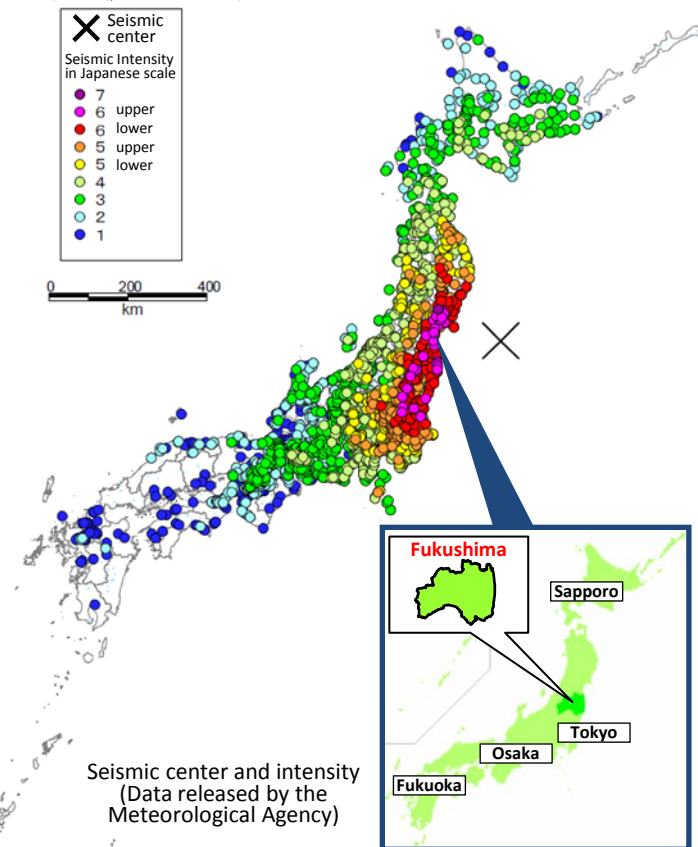 Seismic
center
Seismic Intensity
in Japanese scale
7
6 upper
6 lower
5 upper
5 lower
4
3
2
1
0 200 400
km
Fukushima
Sapporo
Tokyo
Osaka
Fukuoka
Seismic center and intensity
(Data released by the
Meteorological Agency)